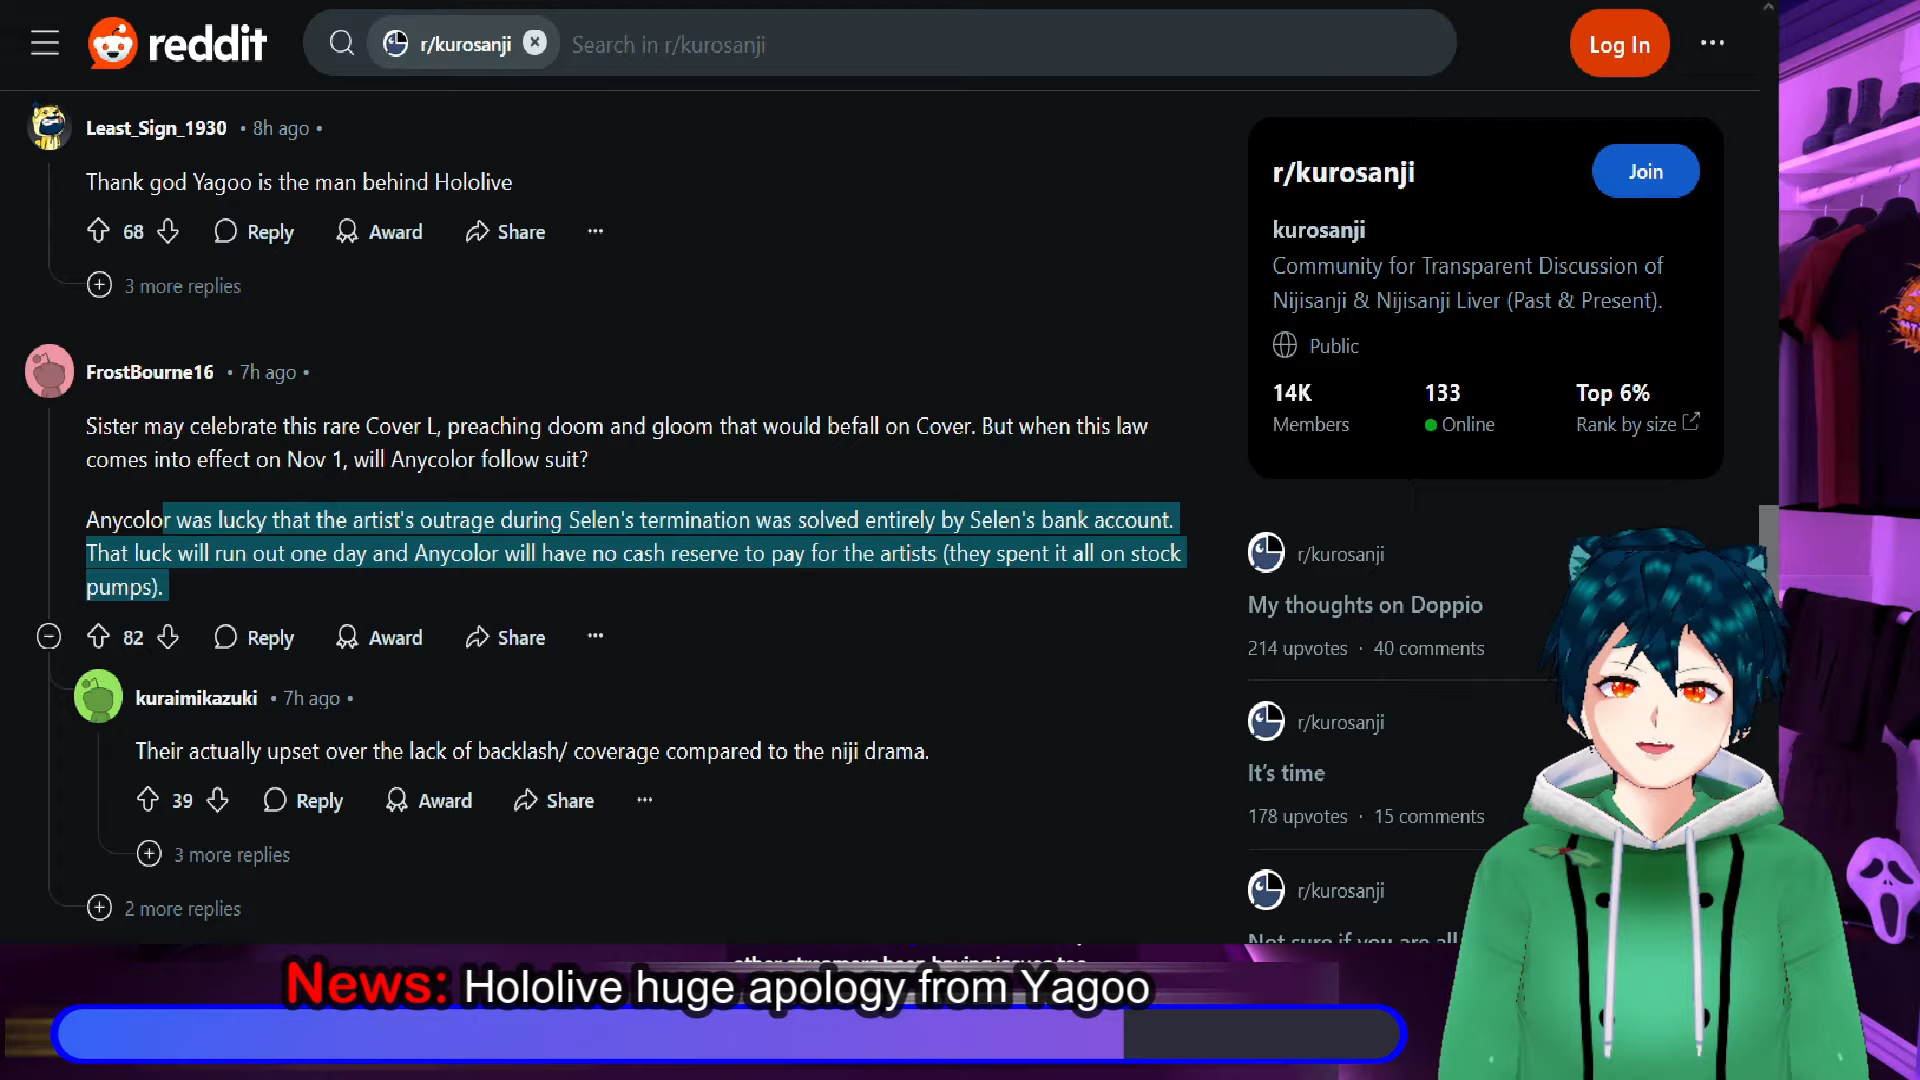 reddit
r/kurosanji
Search in r/kurosanji
Log In
Least_Sign_1930 • 8h ago •
Thank god Yagoo is the man behind Hololive
68 Reply Award Share
3 more replies
FrostBourne16 • 7h ago •
Sister may celebrate this rare Cover L, preaching doom and gloom that would befall on Cover. But when this law
comes into effect on Nov 1, will Anycolor follow suit?
Anycolor was lucky that the artist's outrage during Selen's termination was solved entirely by Selen's bank account.
That luck will run out one day and Anycolor will have no cash reserve to pay for the artists (they spent it all on stock
pumps).
82 Reply Award Share
kuraimikazuki • 7h ago •
Their actually upset over the lack of backlash/ coverage compared to the niji drama.
39 Reply Award Share
3 more replies
2 more replies
r/kurosanji
Join
kurosanji
Community for Transparent Discussion of
Nijisanji & Nijisanji Liver (Past & Present).
Public
14K 133 Top 6%
Members Online Rank by size
r/kurosanji
My thoughts on Doppio
214 upvotes · 40 comments
r/kurosanji
It's time
178 upvotes · 15 comments
r/kurosanji
Not sure if you are all
News: Hololive huge apology from Yagoo